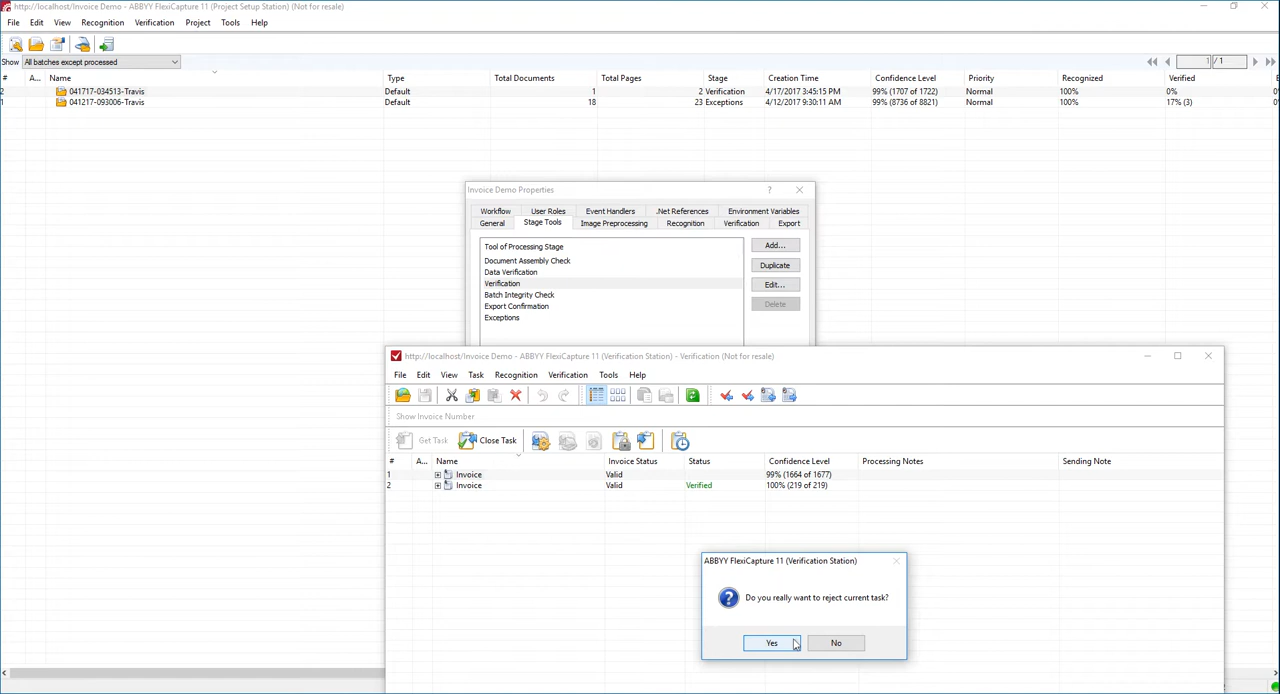 http://localhost/Invoice Demo - ABBYY FlexiCapture 11 (Project Setup Station) (Not for resale)
File Edit View Recognition Verification Project Tools Help
Show All batches except processed 1 / 1
# A... Name Type Total Documents Total Pages Stage Creation Time Confidence Level Priority Recognized Verified
2 041717-034513-Travis Default 1 2 Verification 4/17/2017 3:45:15 PM 99% (1707 of 1722) Normal 100% 0%
1 041217-093006-Travis Default 18 23 Exceptions 4/12/2017 9:30:11 AM 99% (8736 of 8821) Normal 100% 17% (3)
Invoice Demo Properties ?
Workflow User Roles Event Handlers .Net References Environment Variables
General Stage Tools Image Preprocessing Recognition Verification Export
Tool of Processing Stage
Document Assembly Check
Data Verification
Verification
Batch Integrity Check
Export Confirmation
Exceptions
Add...
Duplicate
Edit...
Delete
http://localhost/Invoice Demo - ABBYY FlexiCapture 11 (Verification Station) - Verification (Not for resale)
File Edit View Task Recognition Verification Tools Help
Show Invoice Number
Get Task Close Task
# A... Name Invoice Status Status Confidence Level Processing Notes Sending Note
1 Invoice Valid 99% (1664 of 1677)
2 Invoice Valid Verified 100% (219 of 219)
ABBYY FlexiCapture 11 (Verification Station)
Do you really want to reject current task?
Yes No